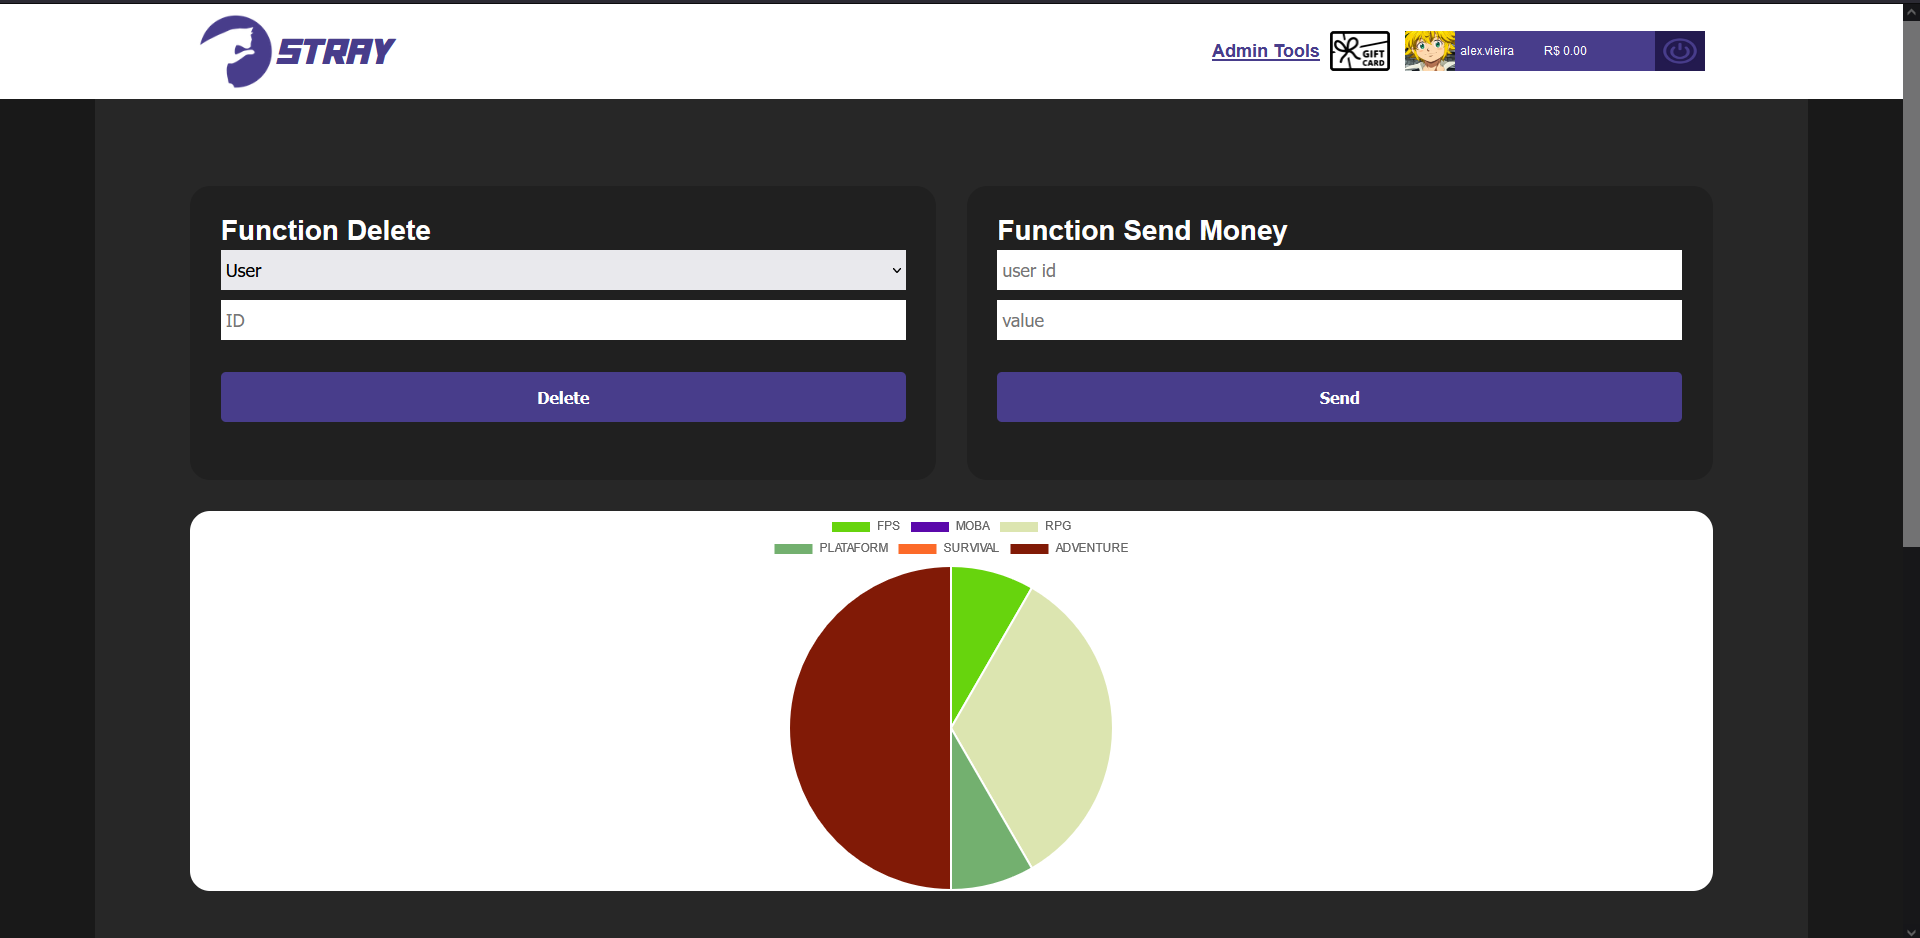 STRAY
Admin Tools
GIFT
CARD
alex.vieira
R$ 0.00
Function Delete
User
ID
Delete
Function Send Money
user id
value
Send
FPS MOBA RPG
PLATAFORM SURVIVAL ADVENTURE